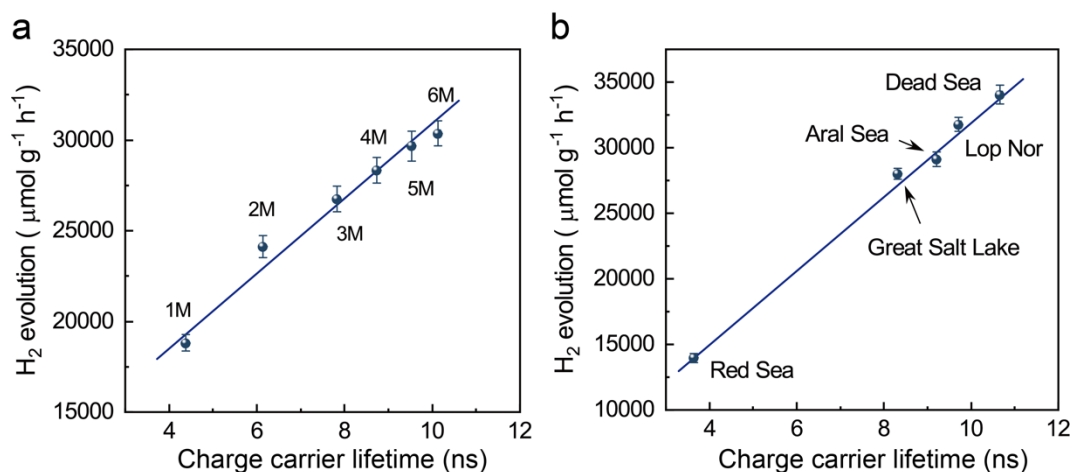 a
35000
30000
25000
20000
15000
H₂ evolution ( μmol g⁻¹ h⁻¹)
1M
2M
3M
4M
5M
6M
4
6
8
10
12
Charge carrier lifetime (ns)
b
35000
30000
25000
20000
15000
10000
H₂ evolution ( μmol g⁻¹ h⁻¹)
Dead Sea
Aral Sea
Lop Nor
Great Salt Lake
Red Sea
4
6
8
10
12
Charge carrier lifetime (ns)